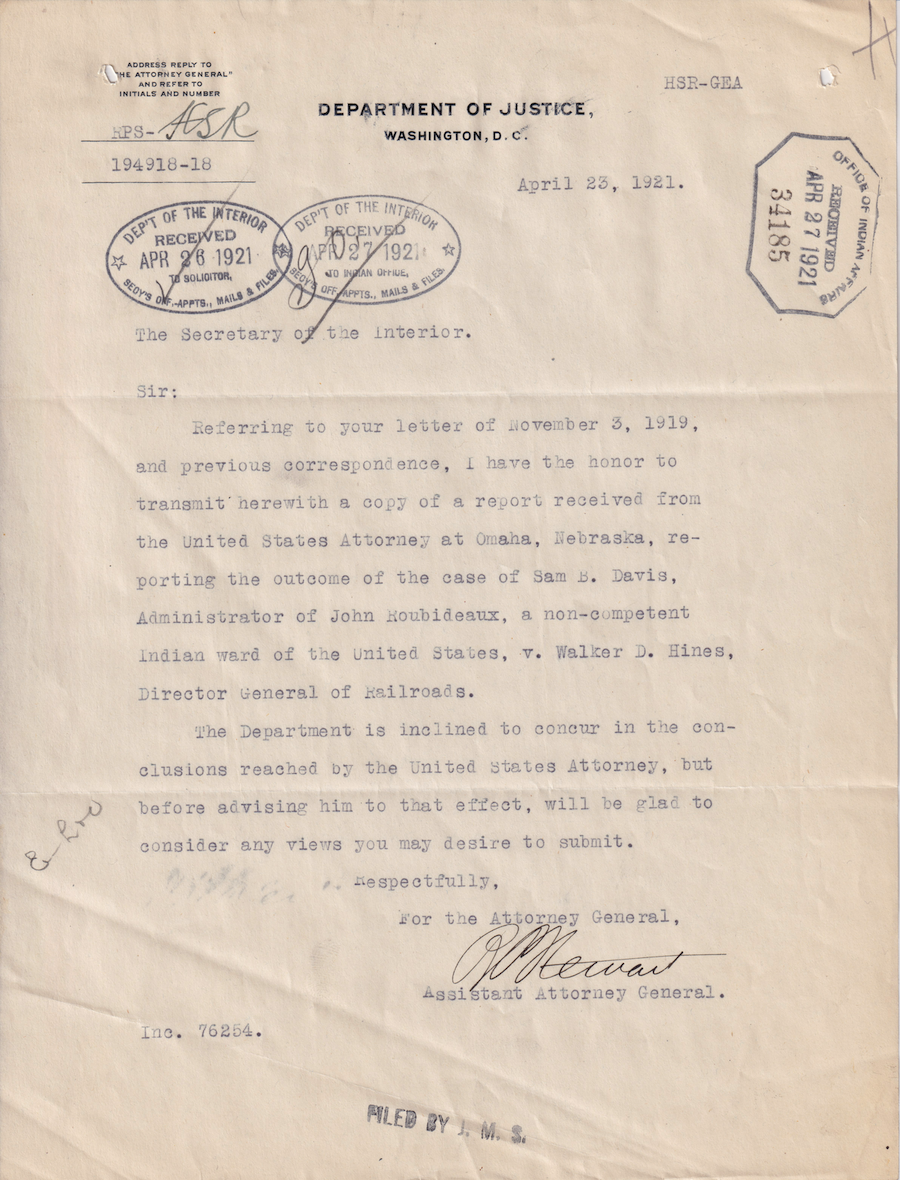 ADDRESS REPLY TO
"THE ATTORNEY GENERAL"
AND REFER TO
INITIALS AND NUMBER
RPS-HSR
194918-18
HSR-GEA
DEPARTMENT OF JUSTICE,
WASHINGTON, D. C.
April 23, 1921.
DEP'T OF THE INTERIOR
RECEIVED
APR 26 1921
TO SOLICITOR,
SECY'S OFF.-APPTS., MAILS & FILES.
DEP'T OF THE INTERIOR
RECEIVED
APR 27 1921
TO INDIAN OFFICE,
SECY'S OFF.-APPTS., MAILS & FILES.
OFFICE OF INDIAN AFFAIRS
RECEIVED
APR 27 1921
34185
The Secretary of the Interior.
Sir:
Referring to your letter of November 3, 1919,
and previous correspondence, I have the honor to
transmit herewith a copy of a report received from
the United States Attorney at Omaha, Nebraska, re-
porting the outcome of the case of Sam B. Davis,
Administrator of John Roubideaux, a non-competent
Indian ward of the United States, v. Walker D. Hines,
Director General of Railroads.
The Department is inclined to concur in the con-
clusions reached by the United States Attorney, but
before advising him to that effect, will be glad to
consider any views you may desire to submit.
Respectfully,
For the Attorney General,
Stewart
Assistant Attorney General.
Inc. 76254.
FILED BY J. M. S.